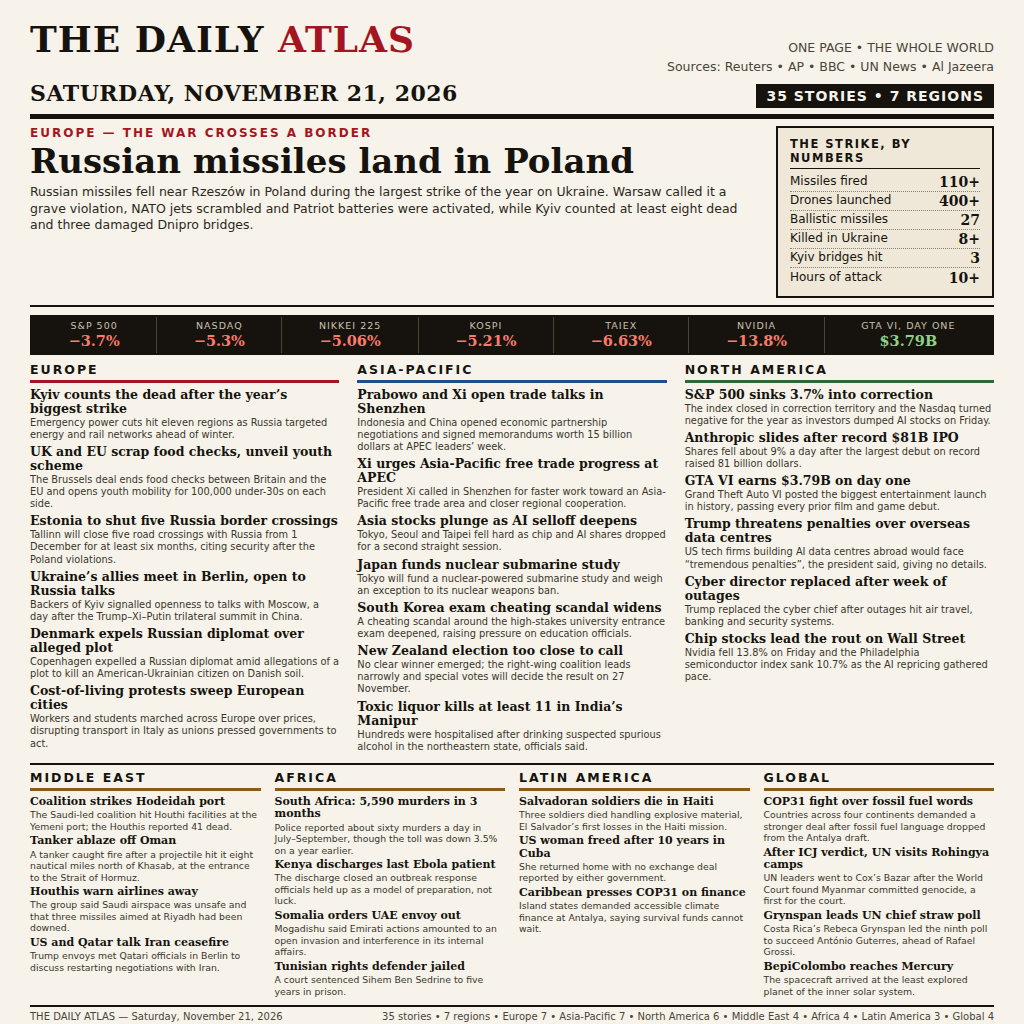 THE DAILY ATLAS
ONE PAGE • THE WHOLE WORLD
Sources: Reuters • AP • BBC • UN News • Al Jazeera
SATURDAY, NOVEMBER 21, 2026
35 STORIES • 7 REGIONS
EUROPE — THE WAR CROSSES A BORDER
Russian missiles land in Poland
Russian missiles fell near Rzeszów in Poland during the largest strike of the year on Ukraine. Warsaw called it a
grave violation, NATO jets scrambled and Patriot batteries were activated, while Kyiv counted at least eight dead
and three damaged Dnipro bridges.
THE STRIKE, BY
NUMBERS
Missiles fired 110+
Drones launched 400+
Ballistic missiles 27
Killed in Ukraine 8+
Kyiv bridges hit 3
Hours of attack 10+
S&P 500
−3.7%
NASDAQ
−5.3%
NIKKEI 225
−5.06%
KOSPI
−5.21%
TAIEX
−6.63%
NVIDIA
−13.8%
GTA VI, DAY ONE
$3.79B
EUROPE
Kyiv counts the dead after the year’s
biggest strike
Emergency power cuts hit eleven regions as Russia targeted
energy and rail networks ahead of winter.
UK and EU scrap food checks, unveil youth
scheme
The Brussels deal ends food checks between Britain and the
EU and opens youth mobility for 100,000 under-30s on each
side.
Estonia to shut five Russia border crossings
Tallinn will close five road crossings with Russia from 1
December for at least six months, citing security after the
Poland violations.
Ukraine’s allies meet in Berlin, open to
Russia talks
Backers of Kyiv signalled openness to talks with Moscow, a
day after the Trump–Xi–Putin trilateral summit in China.
Denmark expels Russian diplomat over
alleged plot
Copenhagen expelled a Russian diplomat amid allegations of a
plot to kill an American-Ukrainian citizen on Danish soil.
Cost-of-living protests sweep European
cities
Workers and students marched across Europe over prices,
disrupting transport in Italy as unions pressed governments to
act.
ASIA-PACIFIC
Prabowo and Xi open trade talks in
Shenzhen
Indonesia and China opened economic partnership
negotiations and signed memorandums worth 15 billion
dollars at APEC leaders’ week.
Xi urges Asia-Pacific free trade progress at
APEC
President Xi called in Shenzhen for faster work toward an Asia-
Pacific free trade area and closer regional cooperation.
Asia stocks plunge as AI selloff deepens
Tokyo, Seoul and Taipei fell hard as chip and AI shares dropped
for a second straight session.
Japan funds nuclear submarine study
Tokyo will fund a nuclear-powered submarine study and weigh
an exception to its nuclear weapons ban.
South Korea exam cheating scandal widens
A cheating scandal around the high-stakes university entrance
exam deepened, raising pressure on education officials.
New Zealand election too close to call
No clear winner emerged; the right-wing coalition leads
narrowly and special votes will decide the result on 27
November.
Toxic liquor kills at least 11 in India’s
Manipur
Hundreds were hospitalised after drinking suspected spurious
alcohol in the northeastern state, officials said.
NORTH AMERICA
S&P 500 sinks 3.7% into correction
The index closed in correction territory and the Nasdaq turned
negative for the year as investors dumped AI stocks on Friday.
Anthropic slides after record $81B IPO
Shares fell about 9% a day after the largest debut on record
raised 81 billion dollars.
GTA VI earns $3.79B on day one
Grand Theft Auto VI posted the biggest entertainment launch
in history, passing every prior film and game debut.
Trump threatens penalties over overseas
data centres
US tech firms building AI data centres abroad would face
“tremendous penalties”, the president said, giving no details.
Cyber director replaced after week of
outages
Trump replaced the cyber chief after outages hit air travel,
banking and security systems.
Chip stocks lead the rout on Wall Street
Nvidia fell 13.8% on Friday and the Philadelphia
semiconductor index sank 10.7% as the AI repricing gathered
pace.
MIDDLE EAST
Coalition strikes Hodeidah port
The Saudi-led coalition hit Houthi facilities at the
Yemeni port; the Houthis reported 41 dead.
Tanker ablaze off Oman
A tanker caught fire after a projectile hit it eight
nautical miles north of Khasab, at the entrance
to the Strait of Hormuz.
Houthis warn airlines away
The group said Saudi airspace was unsafe and
that three missiles aimed at Riyadh had been
downed.
US and Qatar talk Iran ceasefire
Trump envoys met Qatari officials in Berlin to
discuss restarting negotiations with Iran.
AFRICA
South Africa: 5,590 murders in 3
months
Police reported about sixty murders a day in
July–September, though the toll was down 3.5%
on a year earlier.
Kenya discharges last Ebola patient
The discharge closed an outbreak response
officials held up as a model of preparation, not
luck.
Somalia orders UAE envoy out
Mogadishu said Emirati actions amounted to an
open invasion and interference in its internal
affairs.
Tunisian rights defender jailed
A court sentenced Sihem Ben Sedrine to five
years in prison.
LATIN AMERICA
Salvadoran soldiers die in Haiti
Three soldiers died handling explosive material,
El Salvador’s first losses in the Haiti mission.
US woman freed after 10 years in
Cuba
She returned home with no exchange deal
reported by either government.
Caribbean presses COP31 on finance
Island states demanded accessible climate
finance at Antalya, saying survival funds cannot
wait.
GLOBAL
COP31 fight over fossil fuel words
Countries across four continents demanded a
stronger deal after fossil fuel language dropped
from the Antalya draft.
After ICJ verdict, UN visits Rohingya
camps
UN leaders went to Cox’s Bazar after the World
Court found Myanmar committed genocide, a
first for the court.
Grynspan leads UN chief straw poll
Costa Rica’s Rebeca Grynspan led the ninth poll
to succeed António Guterres, ahead of Rafael
Grossi.
BepiColombo reaches Mercury
The spacecraft arrived at the least explored
planet of the inner solar system.
THE DAILY ATLAS — Saturday, November 21, 2026
35 stories • 7 regions • Europe 7 • Asia-Pacific 7 • North America 6 • Middle East 4 • Africa 4 • Latin America 3 • Global 4